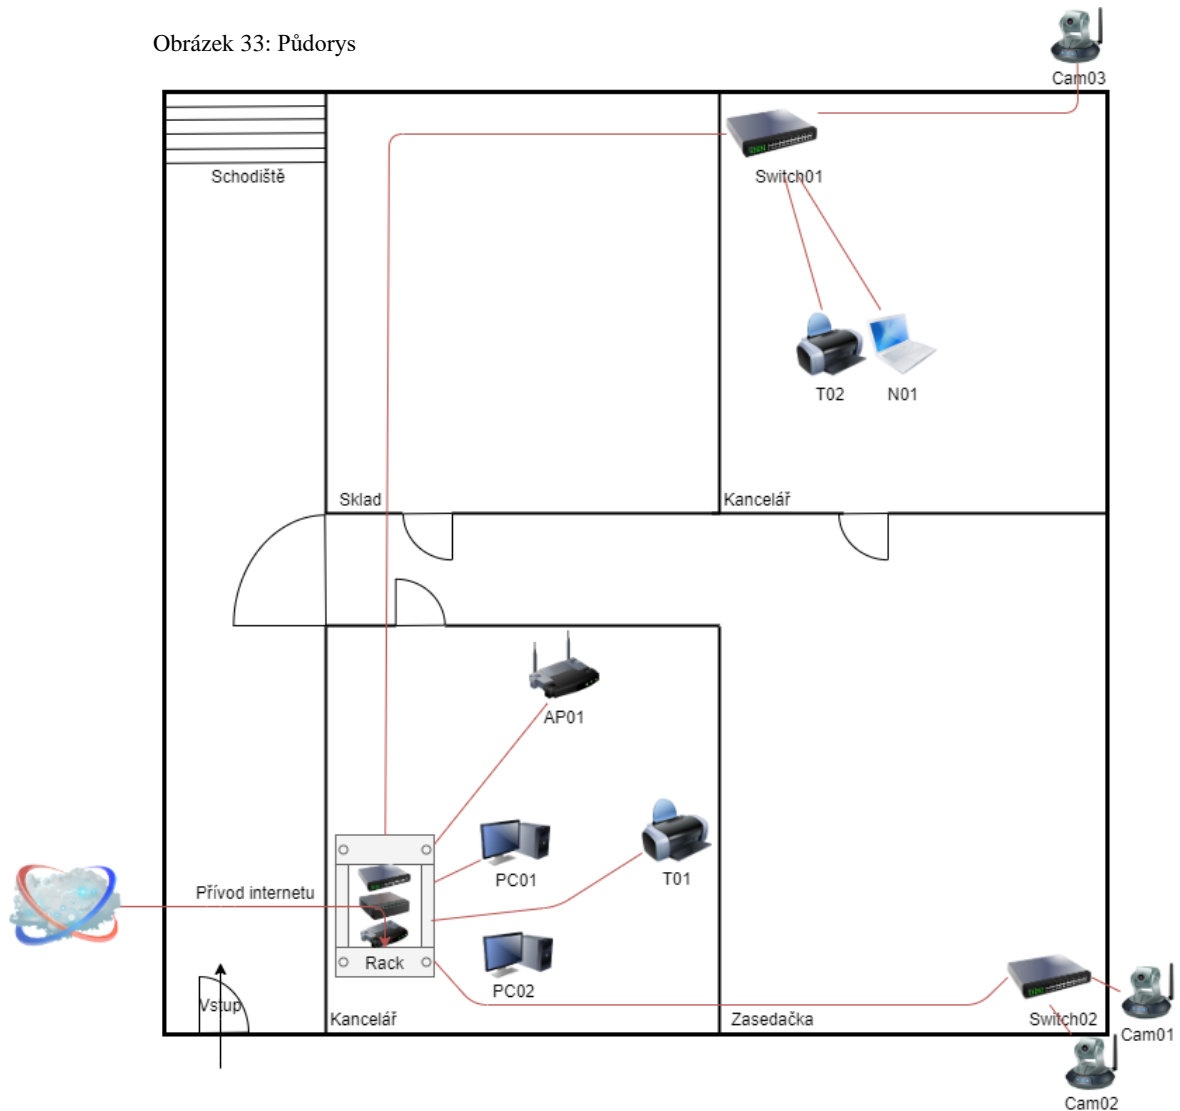 Obrázek 33: Půdorys
Cam03
Schodiště
Switch01
T02
N01
Sklad
Kancelář
AP01
PC01
T01
Přívod internetu
Rack
PC02
Vstup
Kancelář
Zasedačka
Switch02
Cam01
Cam02